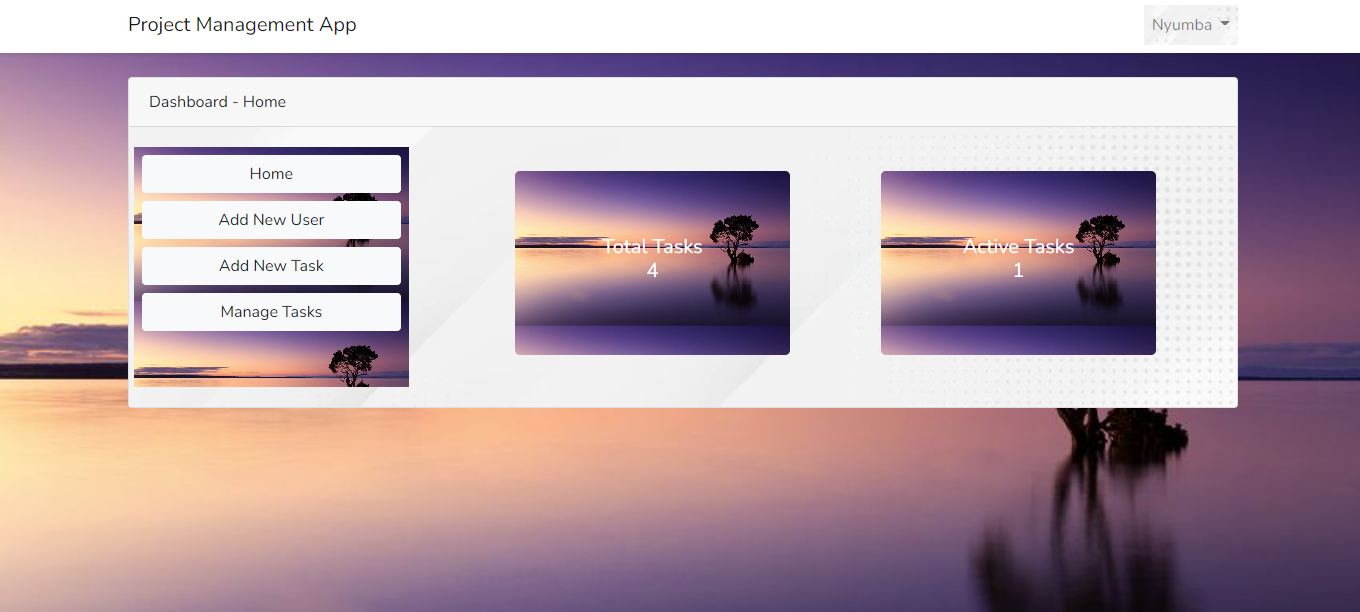 Project Management App
Nyumba
Dashboard - Home
Home
Add New User
Add New Task
Manage Tasks
Total Tasks
4
Active Tasks
1